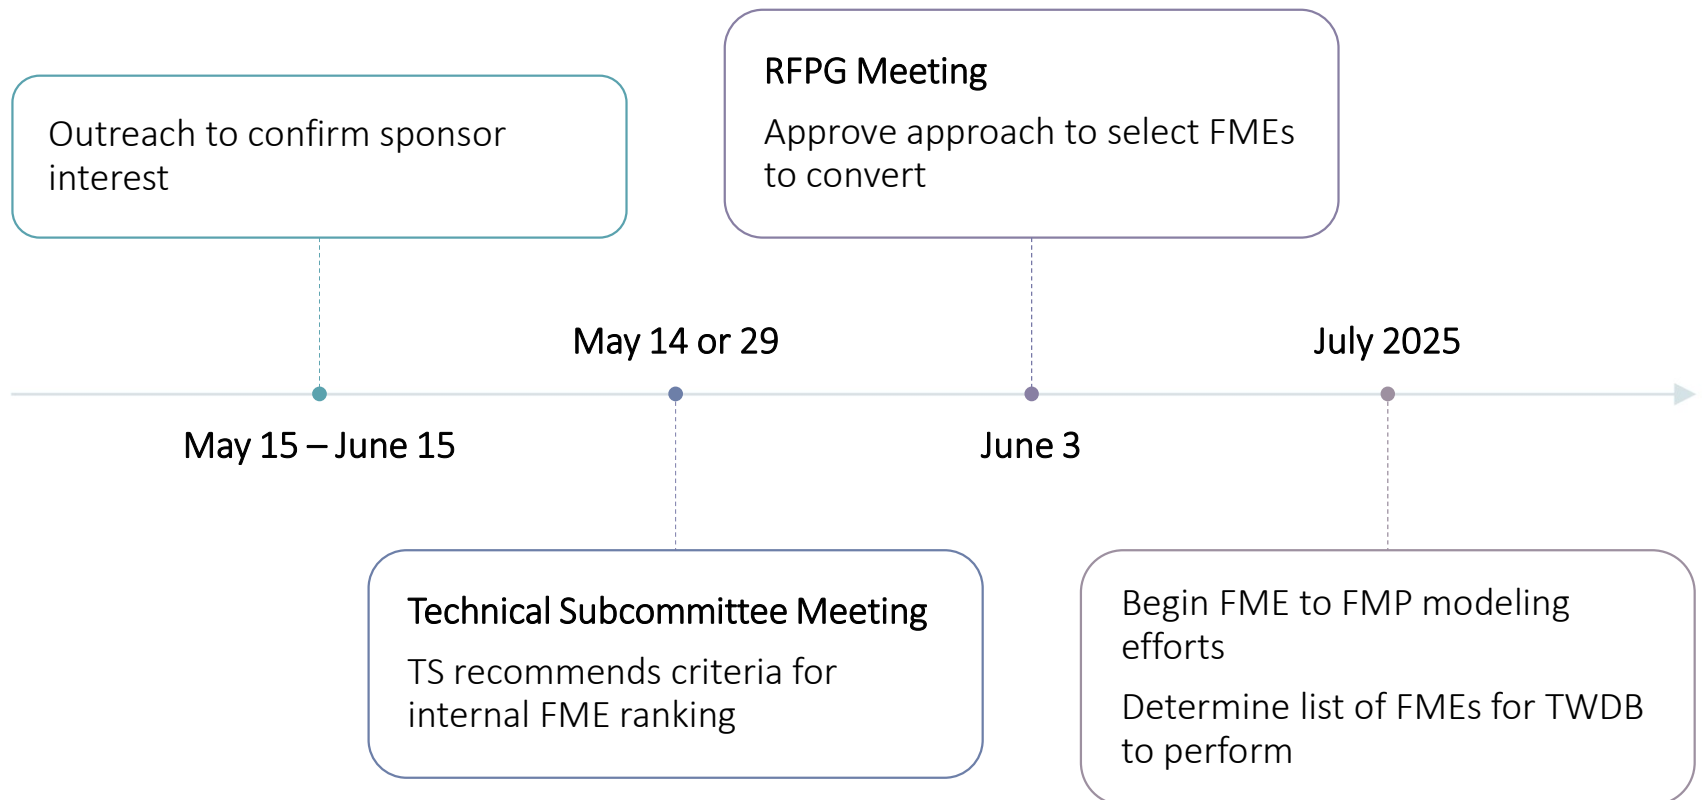 Outreach to confirm sponsor
interest
May 15 – June 15
May 14 or 29
Technical Subcommittee Meeting
TS recommends criteria for
internal FME ranking
RFPG Meeting
Approve approach to select FMEs
to convert
June 3
July 2025
Begin FME to FMP modeling
efforts
Determine list of FMEs for TWDB
to perform